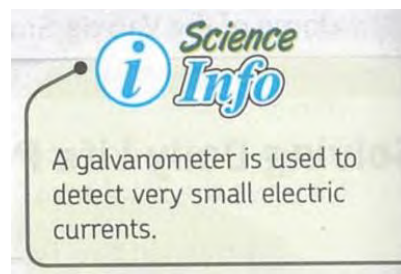 Science
i Info
A galvanometer is used to
detect very small electric
currents.